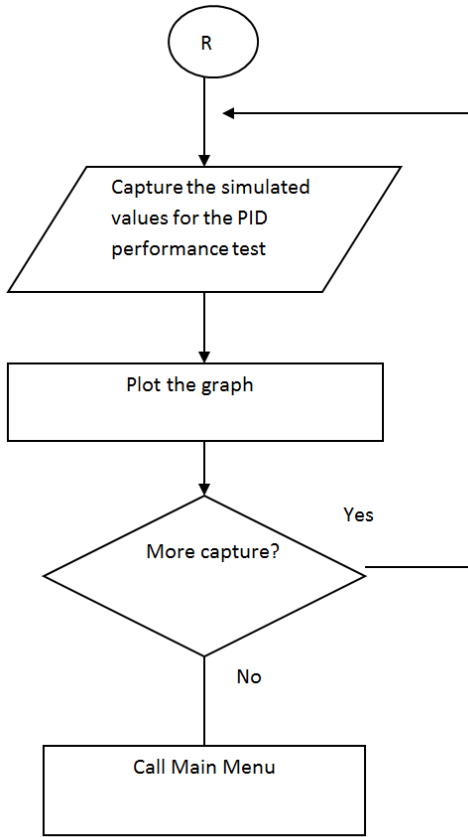 R
Capture the simulated
values for the PID
performance test
Plot the graph
Yes
More capture?
No
Call Main Menu